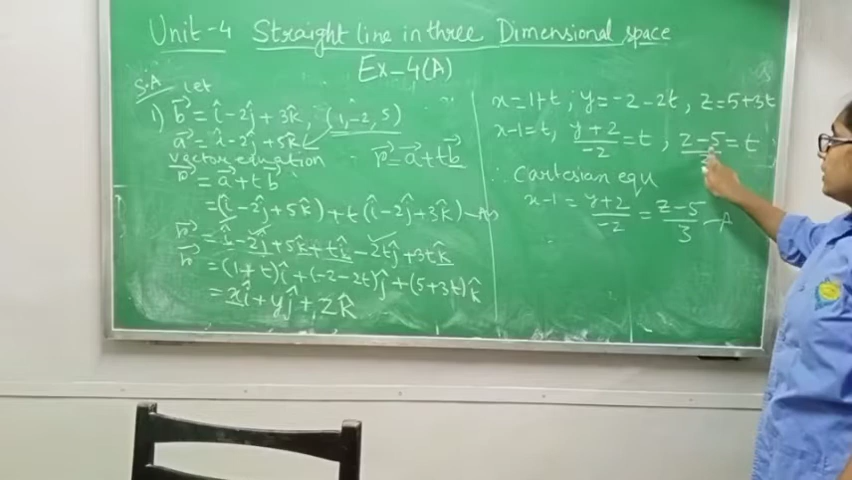 Unit-4 Straight line in three Dimensional space
Ex-4(A)
S.A Let
1) b⃗ = î-2ĵ + 3k̂, (1,-2, 5)
a⃗ = î-2ĵ +5k̂
vector equation r⃗ = a⃗ + t b⃗
r⃗ = a⃗ + t b⃗
= (î-2ĵ+5k̂) + t (î-2ĵ+3k̂)
r⃗ = î-2ĵ+5k̂+tî-2tĵ+3tk̂
r⃗ = (1+t)î + (-2-2t)ĵ + (5+3t)k̂
= xî+yĵ+zk̂
x=1+t ; y=-2-2t, z=5+3t
x-1=t, (y+2)/-2 = t, (z-5)/ = t
∴ Cartesian equ
x-1 = (y+2)/-2 = (z-5)/3